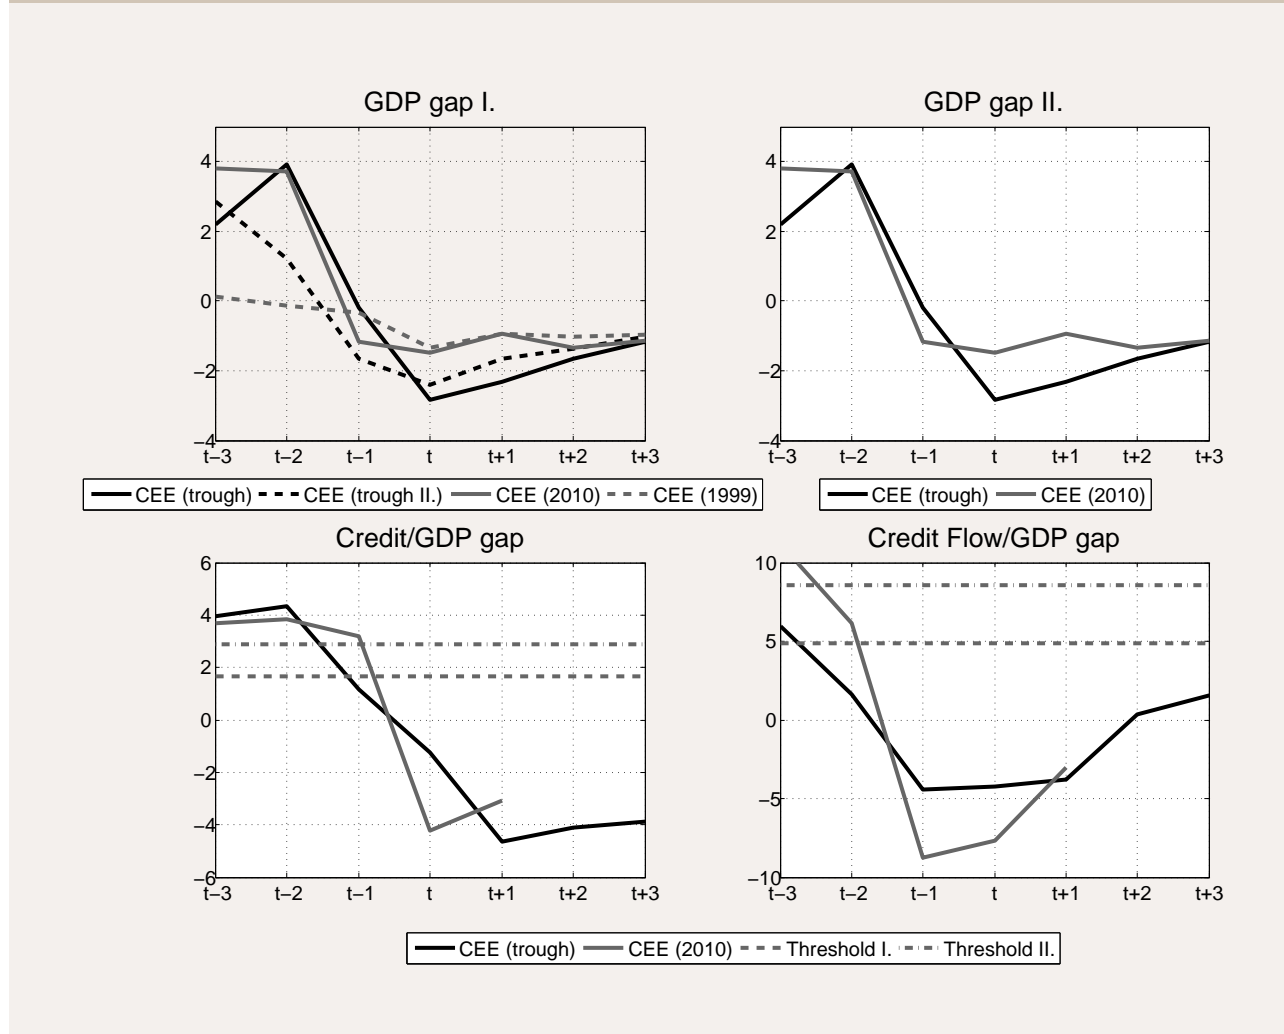 GDP gap I.
4
2
0
−2
−4
t−3 t−2 t−1 t t+1 t+2 t+3
CEE (trough) CEE (trough II.) CEE (2010) CEE (1999)
GDP gap II.
4
2
0
−2
−4
t−3 t−2 t−1 t t+1 t+2 t+3
CEE (trough) CEE (2010)
Credit/GDP gap
6
4
2
0
−2
−4
−6
t−3 t−2 t−1 t t+1 t+2 t+3
Credit Flow/GDP gap
10
5
0
−5
−10
t−3 t−2 t−1 t t+1 t+2 t+3
CEE (trough) CEE (2010) Threshold I. Threshold II.